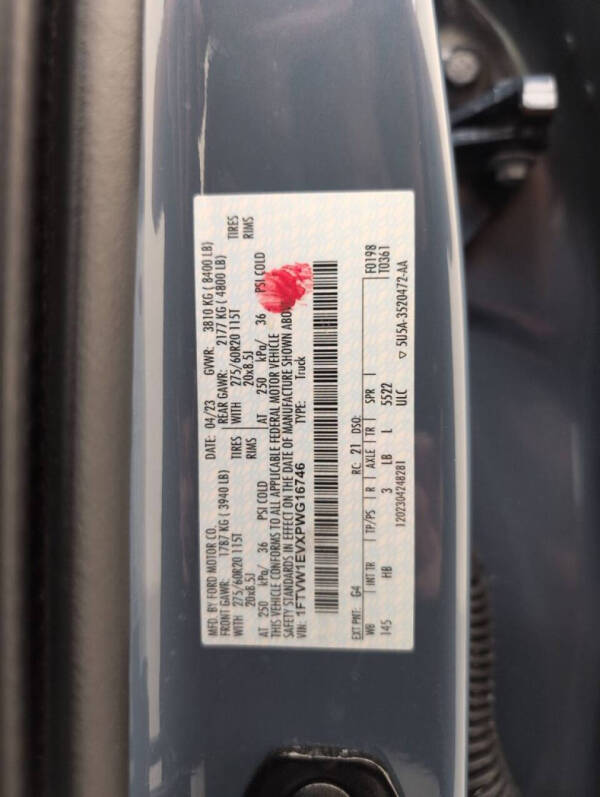 MFD. BY FORD MOTOR CO. DATE: 04/23 GVWR: 3810 KG ( 8400 LB)
FRONT GAWR: 1787 KG ( 3940 LB) REAR GAWR: 2177 KG ( 4800 LB)
WITH 275/60R20 115T TIRES WITH 275/60R20 115T TIRES
20x8.5J RIMS 20x8.5J RIMS
AT 250 kPa/ 36 PSI COLD AT 250 kPa/ 36 PSI COLD
THIS VEHICLE CONFORMS TO ALL APPLICABLE FEDERAL MOTOR VEHICLE
SAFETY STANDARDS IN EFFECT ON THE DATE OF MANUFACTURE SHOWN
VIN: 1FTVW1EVXPWG16746 TYPE: Truck
F0198
T0361
EXT PNT: G4 RC: 21 DSO:
WB INT TR TP/PS R AXLE TR SPR
145 HB 3 LB L 5522
1202304248281 ULC ▽ 5U5A-3520472-AA